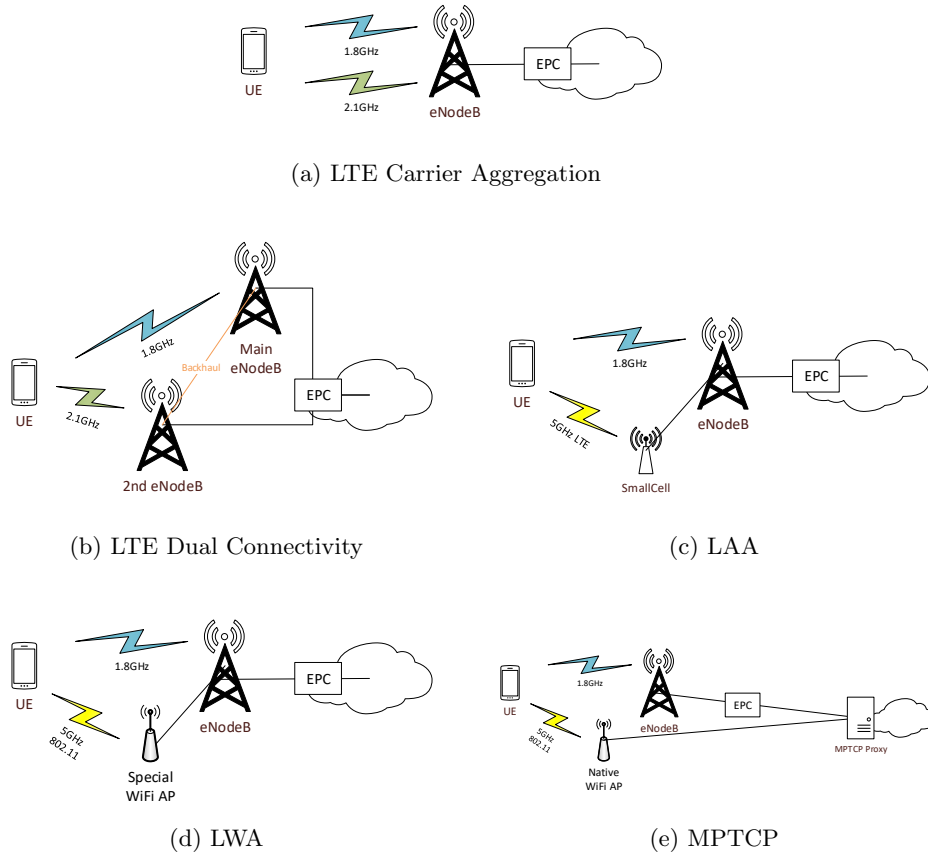 1.8GHz
UE
2.1GHz
EPC
eNodeB
(a) LTE Carrier Aggregation
1.8GHz
Main
eNodeB
Backhaul
UE
2.1GHz
EPC
2nd eNodeB
(b) LTE Dual Connectivity
1.8GHz
UE
5GHz LTE
EPC
eNodeB
SmallCell
(c) LAA
1.8GHz
UE
5GHz
802.11
EPC
eNodeB
Special
WiFi AP
(d) LWA
1.8GHz
UE
5GHz
802.11
eNodeB
EPC
MPTCP Proxy
Native
WiFi AP
(e) MPTCP